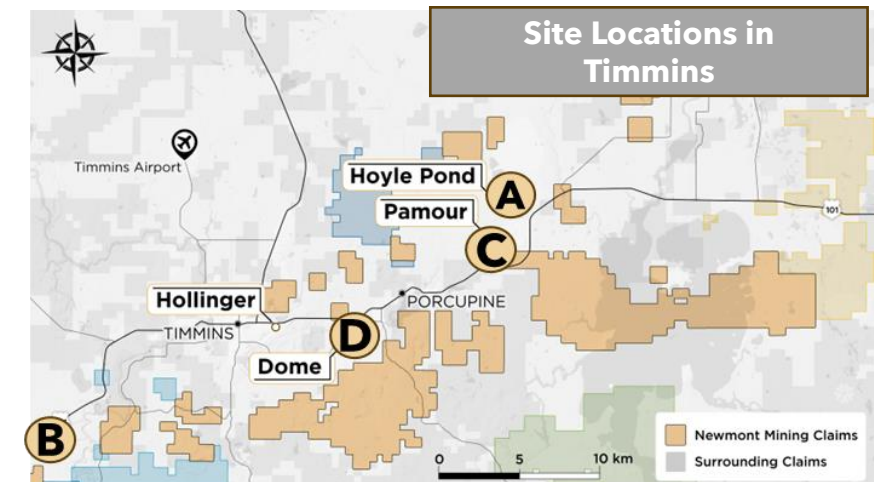 Site Locations in
Timmins
Timmins Airport
Hoyle Pond
A
Pamour
C
101
Hollinger
TIMMINS
PORCUPINE
D
Dome
B
0 5 10 km
Newmont Mining Claims
Surrounding Claims